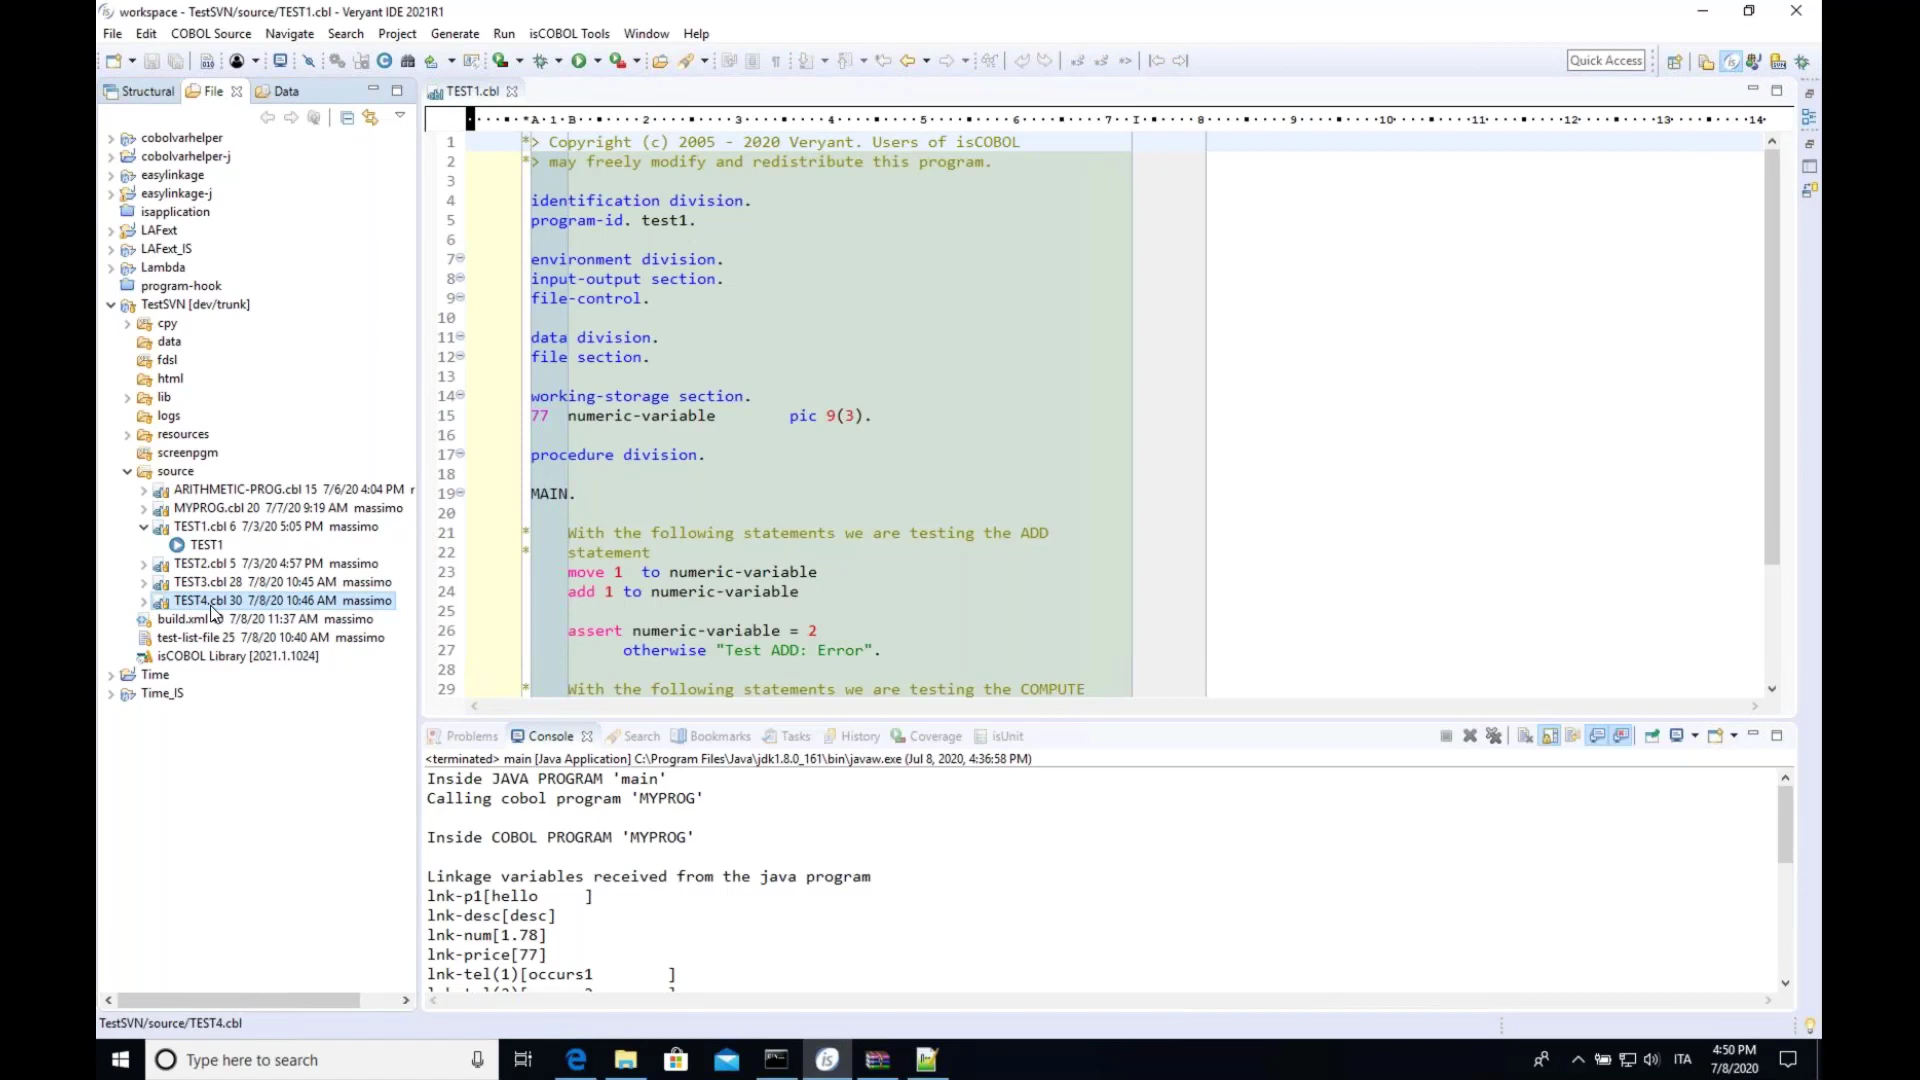 workspace - TestSVN/source/TEST1.cbl - Veryant IDE 2021R1
File Edit COBOL Source Navigate Search Project Generate Run isCOBOL Tools Window Help
Quick Access
Structural File Data
TEST1.cbl
cobolvarhelper
cobolvarhelper-j
easylinkage
easylinkage-j
isapplication
LAFext
LAFext_IS
Lambda
program-hook
TestSVN [dev/trunk]
cpy
data
fdsl
html
lib
logs
resources
screenpgm
source
ARITHMETIC-PROG.cbl 15 7/6/20 4:04 PM
MYPROG.cbl 20 7/7/20 9:19 AM massimo
TEST1.cbl 6 7/3/20 5:05 PM massimo
TEST1
TEST2.cbl 5 7/3/20 4:57 PM massimo
TEST3.cbl 28 7/8/20 10:45 AM massimo
TEST4.cbl 30 7/8/20 10:46 AM massimo
build.xml 7/8/20 11:37 AM massimo
test-list-file 25 7/8/20 10:40 AM massimo
isCOBOL Library [2021.1.1024]
Time
Time_IS
*A·1·B 2 3 4 5 6 7 I 8 9 10 11 12 13 14
1 *> Copyright (c) 2005 - 2020 Veryant. Users of isCOBOL
2 *> may freely modify and redistribute this program.
3
4 identification division.
5 program-id. test1.
6
7 environment division.
8 input-output section.
9 file-control.
10
11 data division.
12 file section.
13
14 working-storage section.
15 77 numeric-variable pic 9(3).
16
17 procedure division.
18
19 MAIN.
20
21 * With the following statements we are testing the ADD
22 * statement
23 move 1 to numeric-variable
24 add 1 to numeric-variable
25
26 assert numeric-variable = 2
27 otherwise "Test ADD: Error".
28
29 * With the following statements we are testing the COMPUTE
Problems Console Search Bookmarks Tasks History Coverage isUnit
<terminated> main [Java Application] C:\Program Files\Java\jdk1.8.0_161\bin\javaw.exe (Jul 8, 2020, 4:36:58 PM)
Inside JAVA PROGRAM 'main'
Calling cobol program 'MYPROG'
Inside COBOL PROGRAM 'MYPROG'
Linkage variables received from the java program
lnk-p1[hello ]
lnk-desc[desc]
lnk-num[1.78]
lnk-price[77]
lnk-tel(1)[occurs1 ]
TestSVN/source/TEST4.cbl
Type here to search
ITA
4:50 PM
7/8/2020